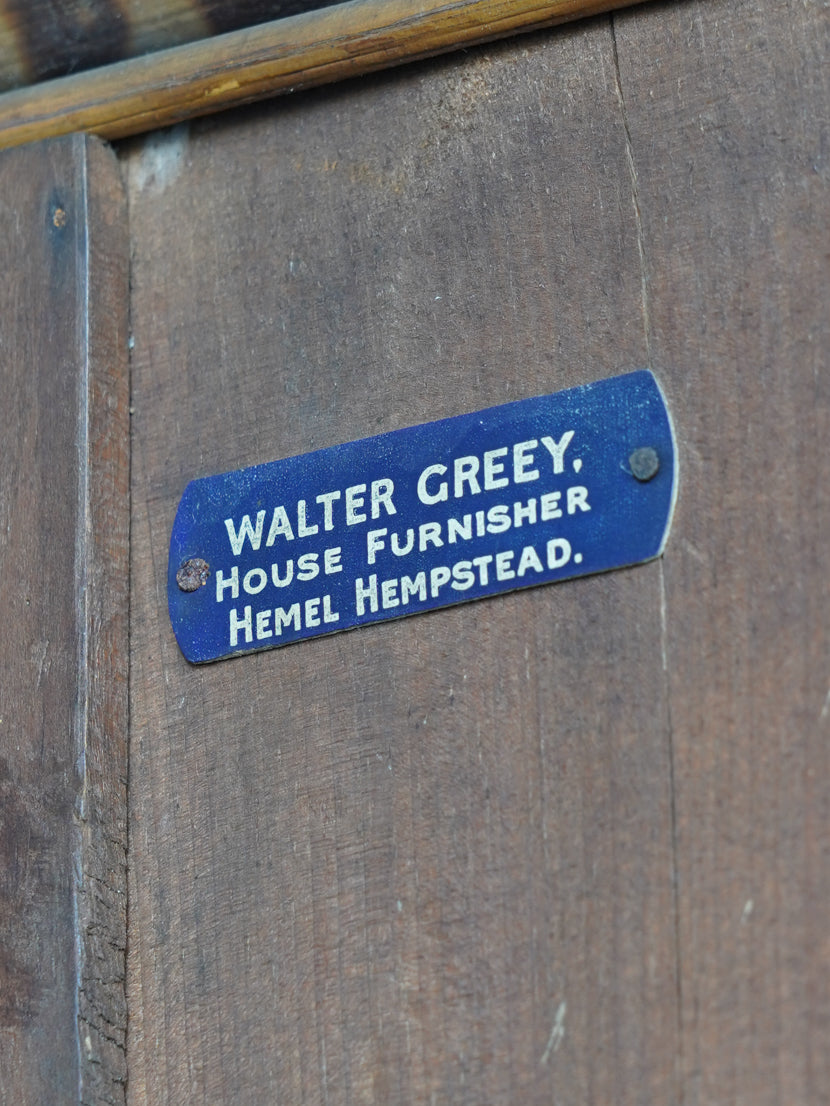 WALTER GREEY,
HOUSE FURNISHER
HEMEL HEMPSTEAD.